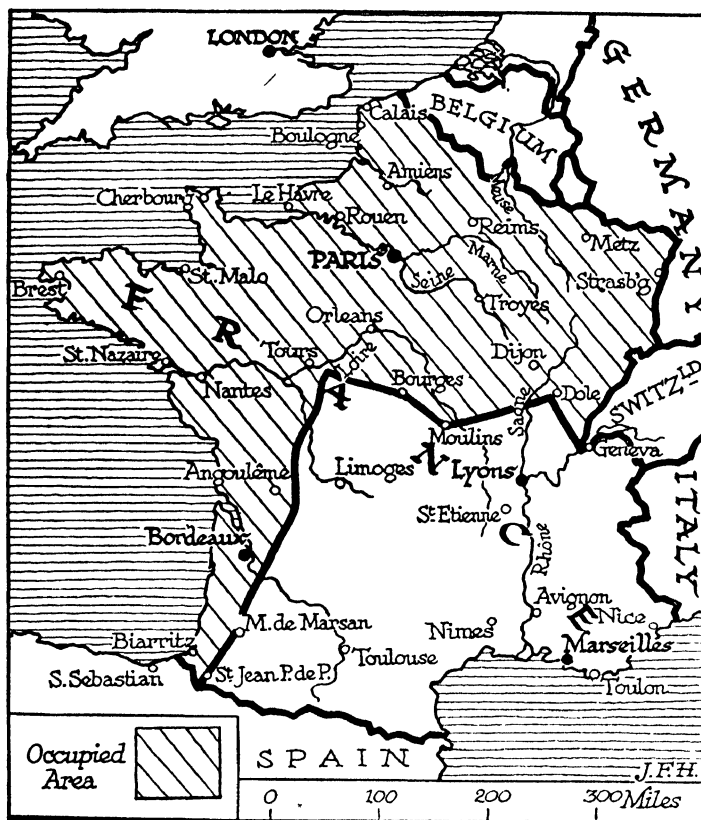 LONDON
GERMANY
BELGIUM
Calais
Boulogne
Amiens
Meuse
Cherbourg
Le Havre
Rouen
Reims
Metz
PARIS
Marne
Seine
Strasb'g
St. Malo
Brest
Troyes
FRANCE
Orleans
St. Nazaire
Tours
Loire
Dijon
Nantes
Bourges
Dole
SWITZLD
Saône
Moulins
Geneva
Limoges
Lyons
Angoulême
St. Etienne
ITALY
Bordeaux
Rhône
Avignon
Nice
M. de Marsan
Nimes
Marseilles
Biarritz
Toulouse
S. Sebastian
St Jean P. de P.
Toulon
Occupied
Area
SPAIN
J.F.H.
0 100 200 300 Miles